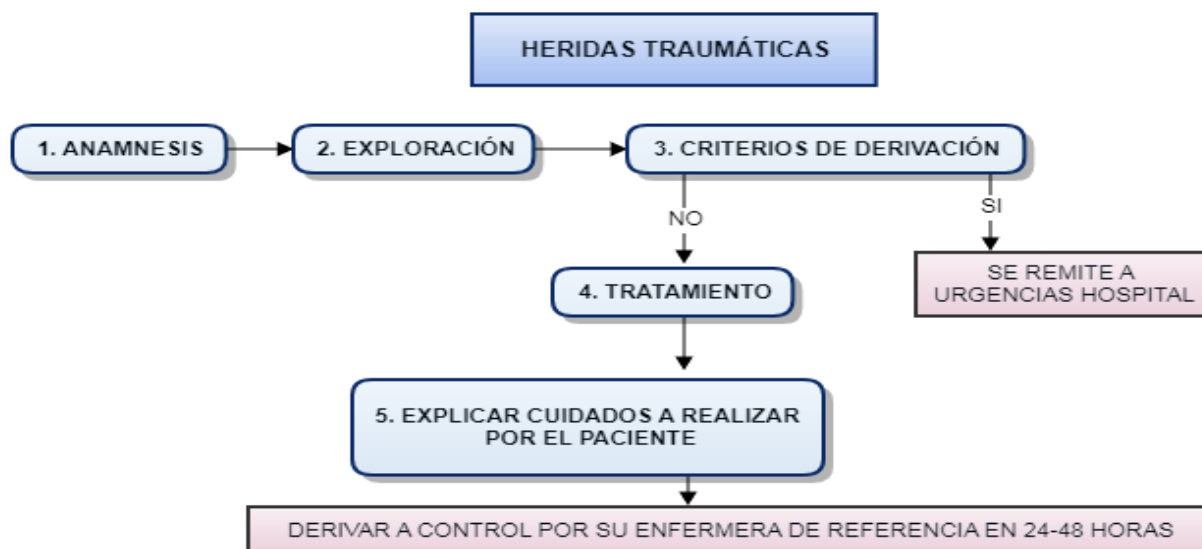 HERIDAS TRAUMÁTICAS
1. ANAMNESIS
2. EXPLORACIÓN
3. CRITERIOS DE DERIVACIÓN
NO
SI
SE REMITE A
URGENCIAS HOSPITAL
4. TRATAMIENTO
5. EXPLICAR CUIDADOS A REALIZAR
POR EL PACIENTE
DERIVAR A CONTROL POR SU ENFERMERA DE REFERENCIA EN 24-48 HORAS